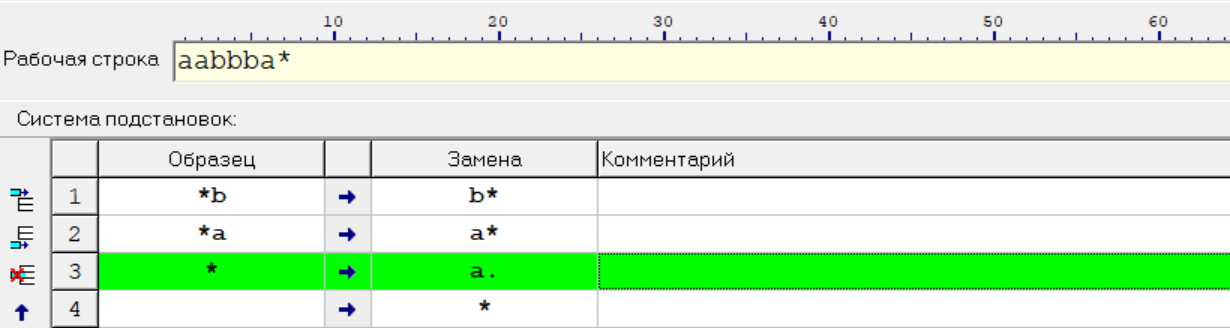 10 20 30 40 50 60
Рабочая строка aabbba*
Система подстановок:
Образец Замена Комментарий
1 *b → b*
2 *a → a*
3 * → a.
4 → *